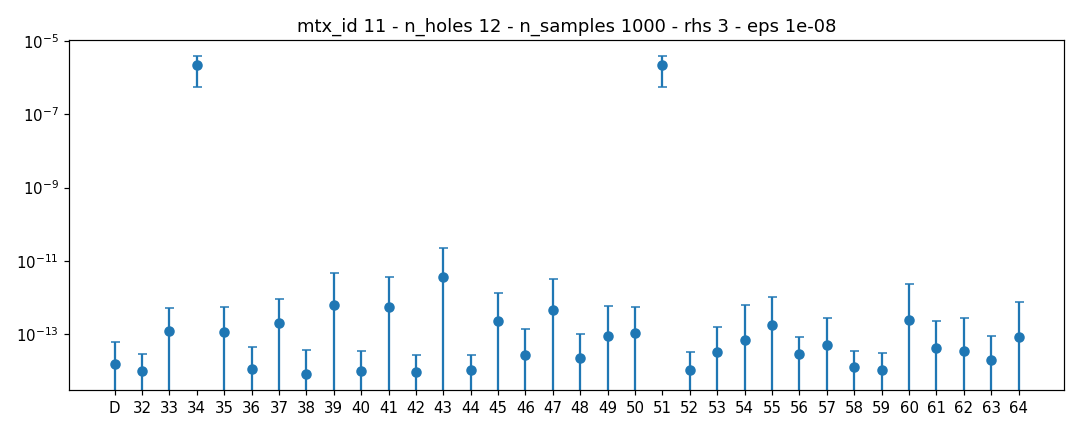 mtx_id 11 - n_holes 12 - n_samples 1000 - rhs 3 - eps 1e-08
10⁻⁵
10⁻⁷
10⁻⁹
10⁻¹¹
10⁻¹³
D 32 33 34 35 36 37 38 39 40 41 42 43 44 45 46 47 48 49 50 51 52 53 54 55 56 57 58 59 60 61 62 63 64